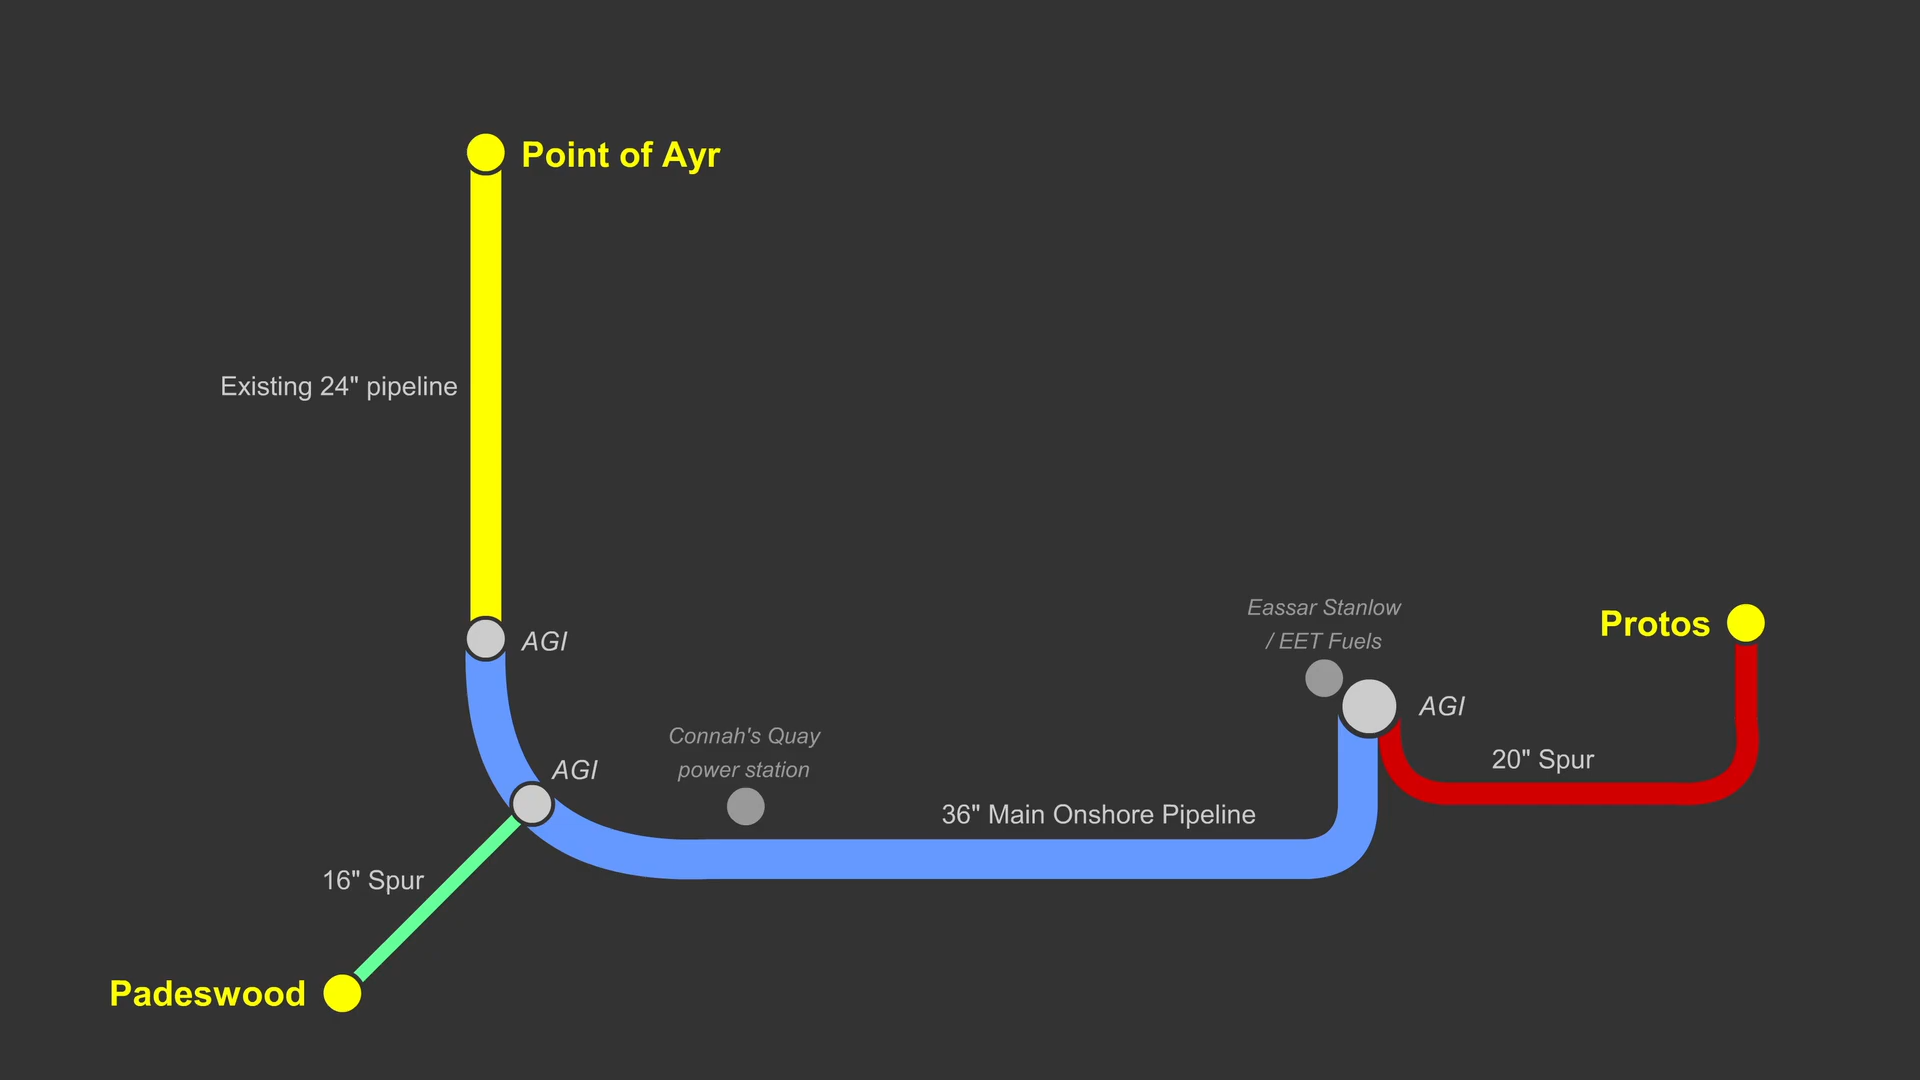 Point of Ayr
Existing 24" pipeline
AGI
Eassar Stanlow
/ EET Fuels
Protos
AGI
Connah's Quay
power station
AGI
20" Spur
36" Main Onshore Pipeline
16" Spur
Padeswood